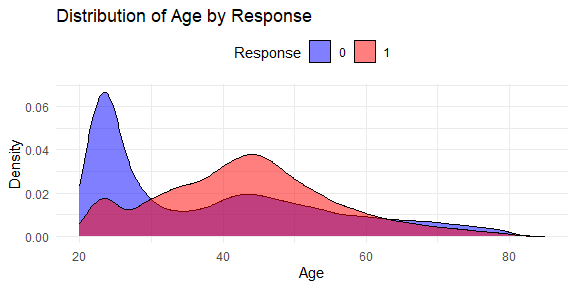 Distribution of Age by Response
Response 0 1
0.06
0.04
0.02
0.00
Density
20 40 60 80
Age